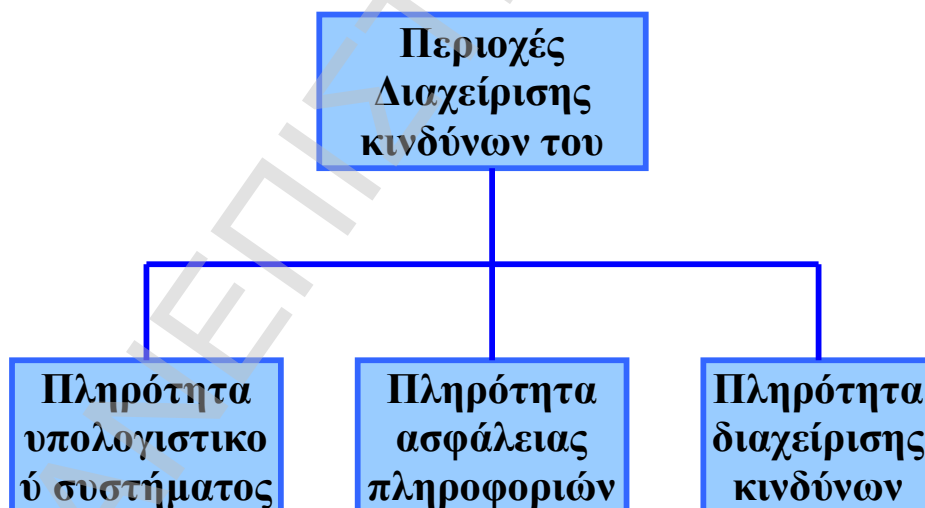 Περιοχές
Διαχείρισης
κινδύνων του
Πληρότητα
υπολογιστικο
ύ συστήματος
Πληρότητα
ασφάλειας
πληροφοριών
Πληρότητα
διαχείρισης
κινδύνων